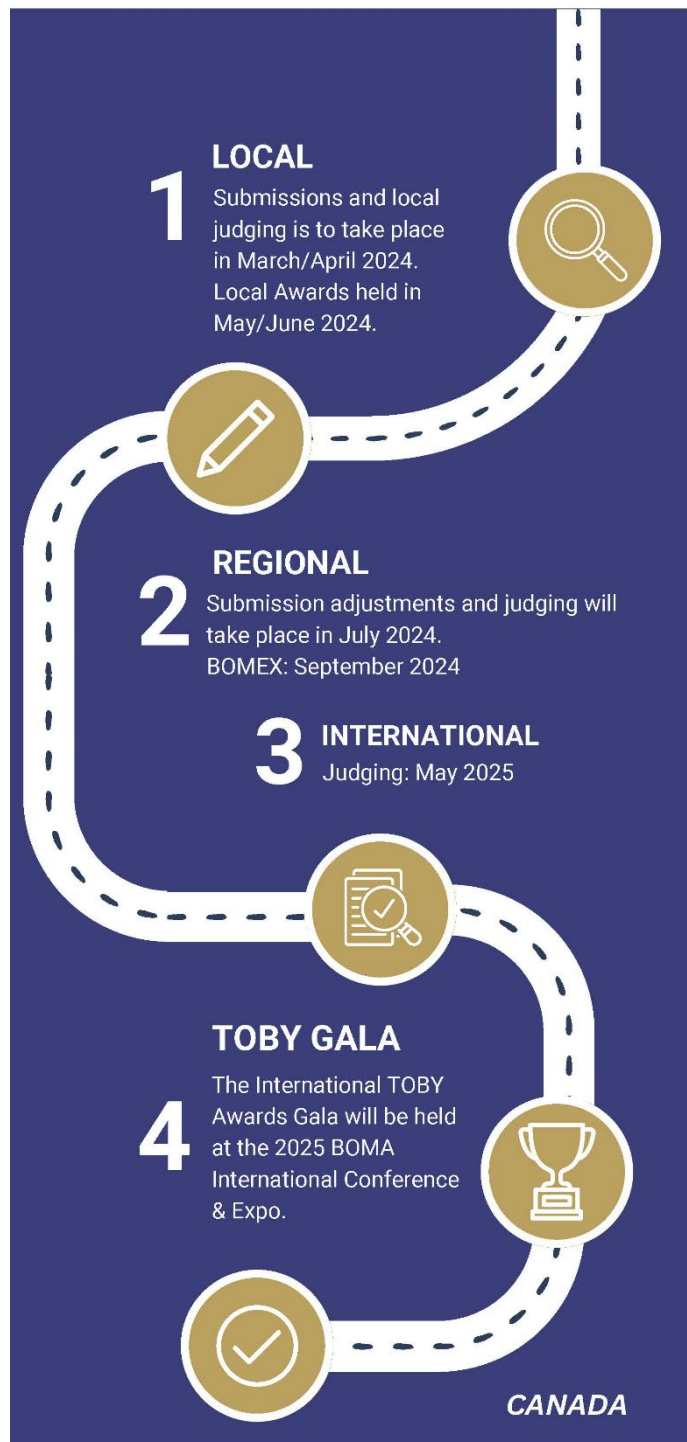 1
LOCAL
Submissions and local
judging is to take place
in March/April 2024.
Local Awards held in
May/June 2024.
2
REGIONAL
Submission adjustments and judging will
take place in July 2024.
BOMEX: September 2024
3
INTERNATIONAL
Judging: May 2025
4
TOBY GALA
The International TOBY
Awards Gala will be held
at the 2025 BOMA
International Conference
& Expo.
CANADA